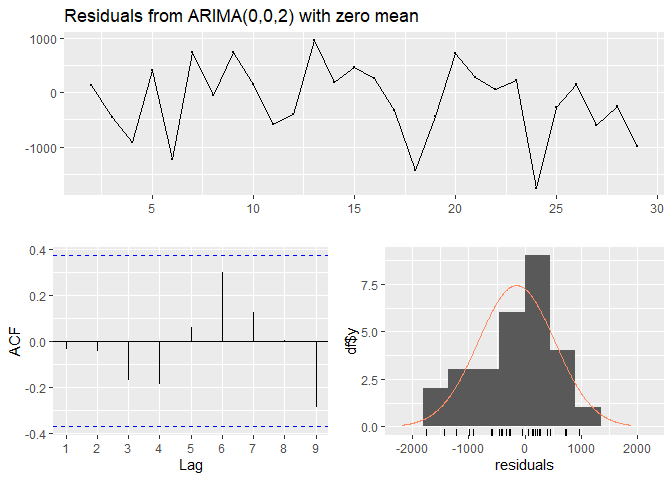 Residuals from ARIMA(0,0,2) with zero mean
1000
0
-1000
5 10 15 20 25 30
0.4
0.2
0.0
-0.2
-0.4
ACF
1 2 3 4 5 6 7 8 9
Lag
7.5
5.0
2.5
0.0
df$y
-2000 -1000 0 1000 2000
residuals